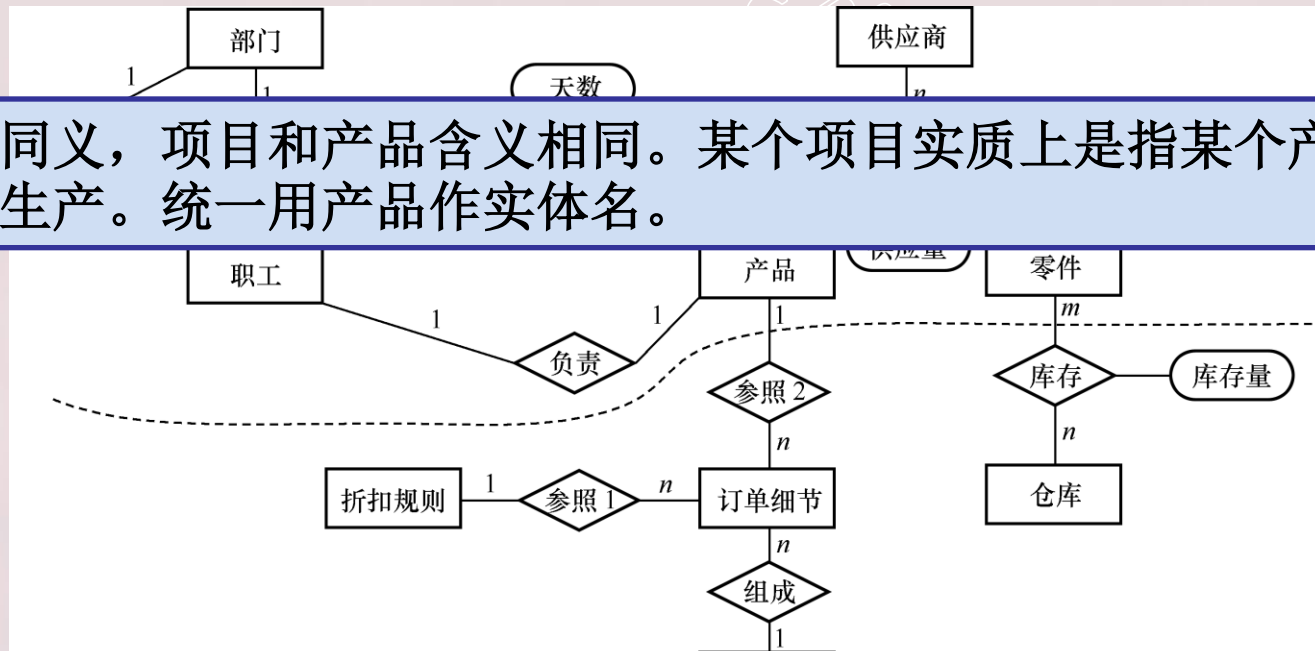 部门
供应商
1
1
天数
n
同义，项目和产品含义相同。某个项目实质上是指某个产
生产。统一用产品作实体名。
职工
产品
供应量
零件
1
1
1
m
负责
参照2
库存
库存量
n
n
折扣规则
1
参照1
n
订单细节
仓库
n
组成
1